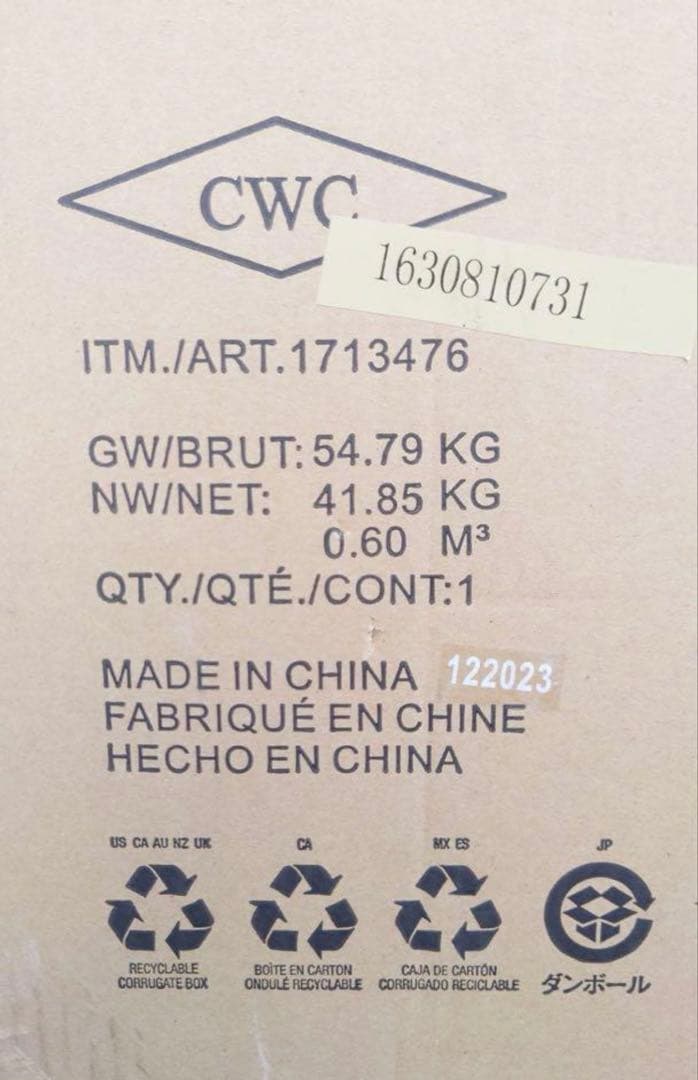 CWC
1630810731
ITM./ART.1713476
GW/BRUT: 54.79 KG
NW/NET: 41.85 KG
0.60 M³
QTY./QTÉ./CONT:1
MADE IN CHINA 122023
FABRIQUÉ EN CHINE
HECHO EN CHINA
US CA AU NZ UK
RECYCLABLE
CORRUGATE BOX
CA
BOÎTE EN CARTON
ONDULÉ RECYCLABLE
MX ES
CAJA DE CARTÓN
CORRUGADO RECICLABLE
JP
ダンボール